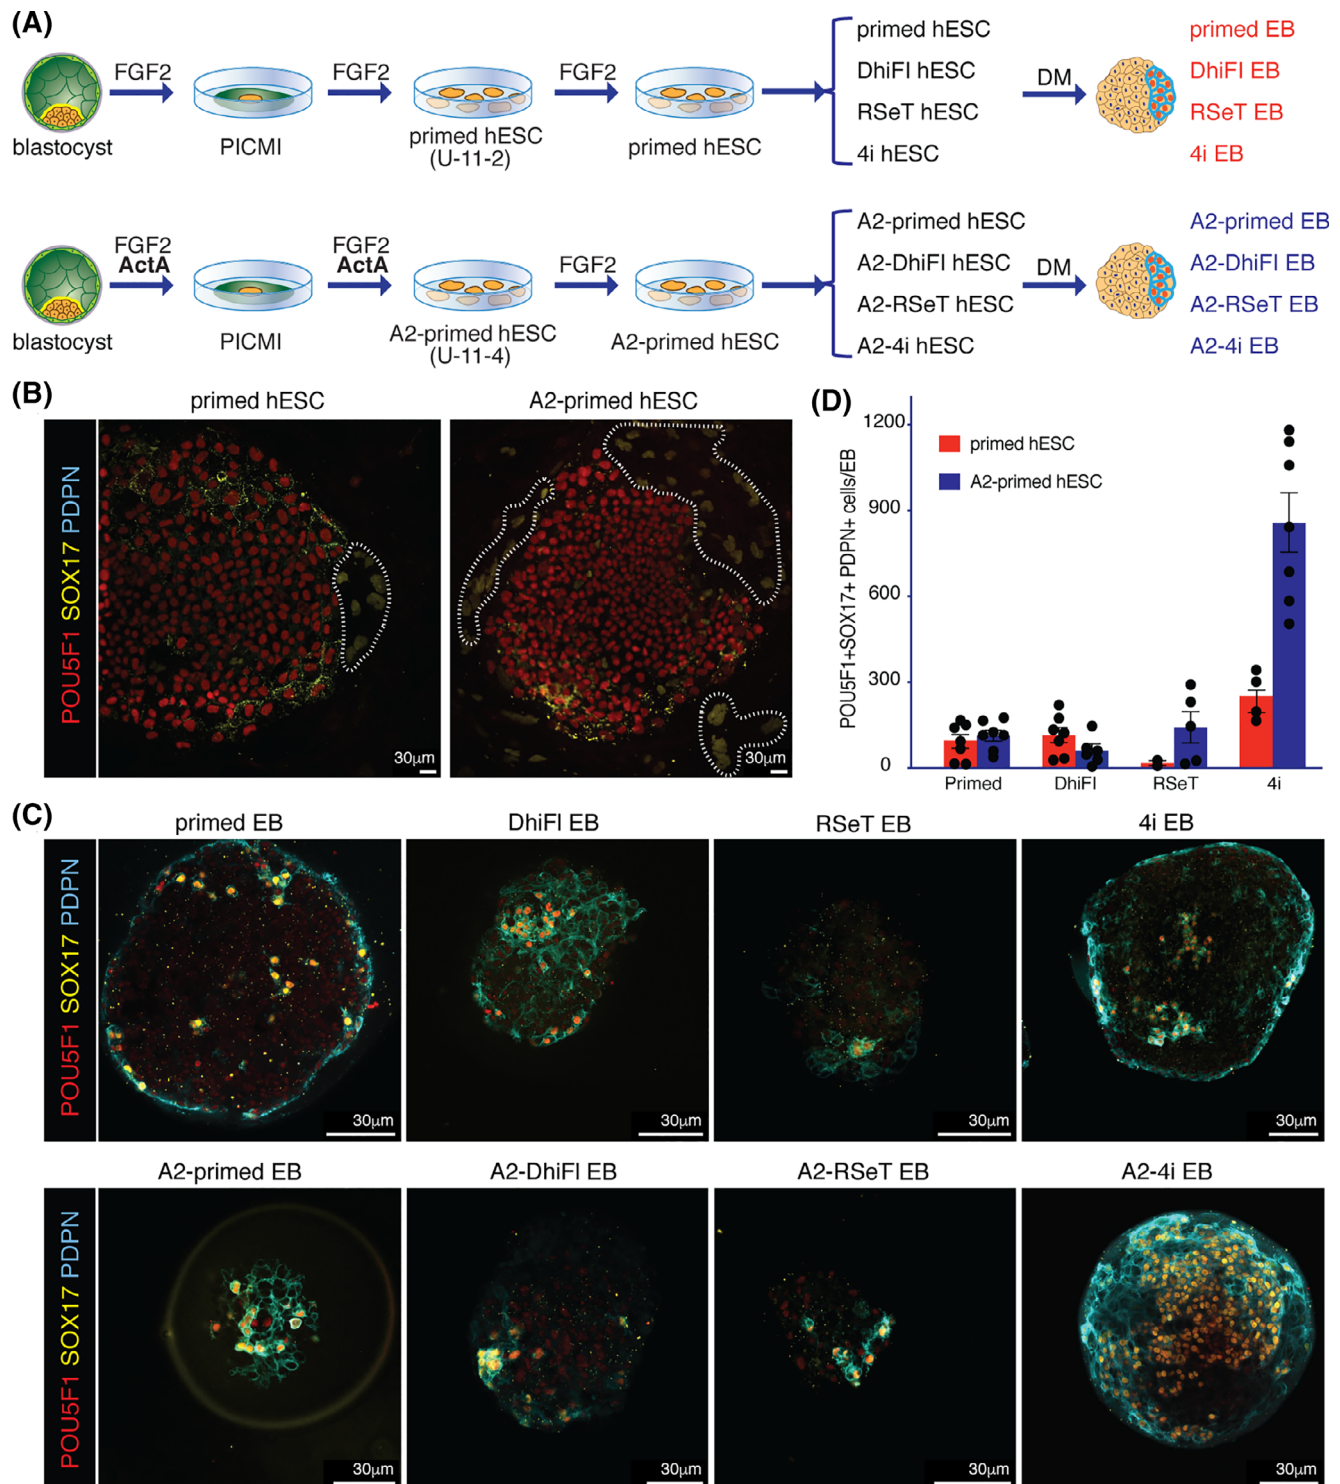 (A)
blastocyst
FGF2
PICMI
FGF2
primed hESC
(U-11-2)
FGF2
primed hESC
primed hESC
DhiFI hESC
RSeT hESC
4i hESC
DM
primed EB
DhiFI EB
RSeT EB
4i EB
blastocyst
FGF2
ActA
PICMI
FGF2
ActA
A2-primed hESC
(U-11-4)
FGF2
A2-primed hESC
A2-primed hESC
A2-DhiFI hESC
A2-RSeT hESC
A2-4i hESC
DM
A2-primed EB
A2-DhiFI EB
A2-RSeT EB
A2-4i EB
(B)
primed hESC
A2-primed hESC
POU5F1 SOX17 PDPN
30μm
30μm
(D)
POU5F1+SOX17+ PDPN+ cells/EB
1200
900
600
300
0
primed hESC
A2-primed hESC
Primed
DhiFI
RSeT
4i
(C)
primed EB
DhiFI EB
RSeT EB
4i EB
POU5F1 SOX17 PDPN
30μm
30μm
30μm
30μm
A2-primed EB
A2-DhiFI EB
A2-RSeT EB
A2-4i EB
POU5F1 SOX17 PDPN
30μm
30μm
30μm
30μm